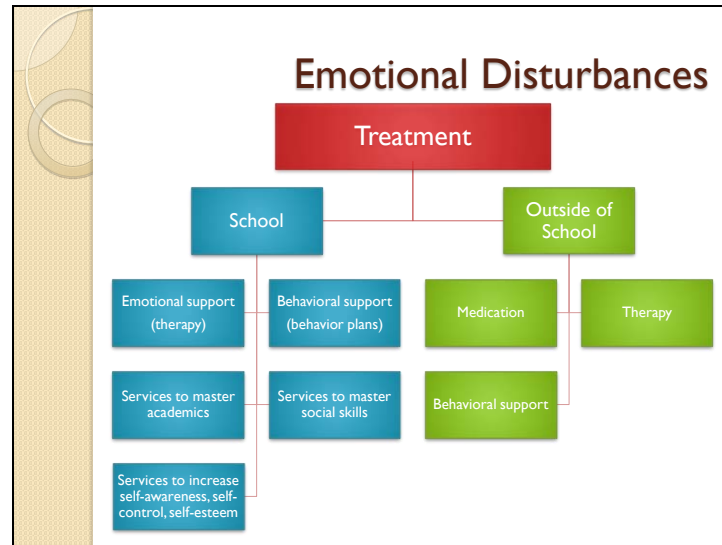 Emotional Disturbances
Treatment
School
Outside of
School
Emotional support
(therapy)
Behavioral support
(behavior plans)
Medication
Therapy
Services to master
academics
Services to master
social skills
Behavioral support
Services to increase
self-awareness, self-
control, self-esteem